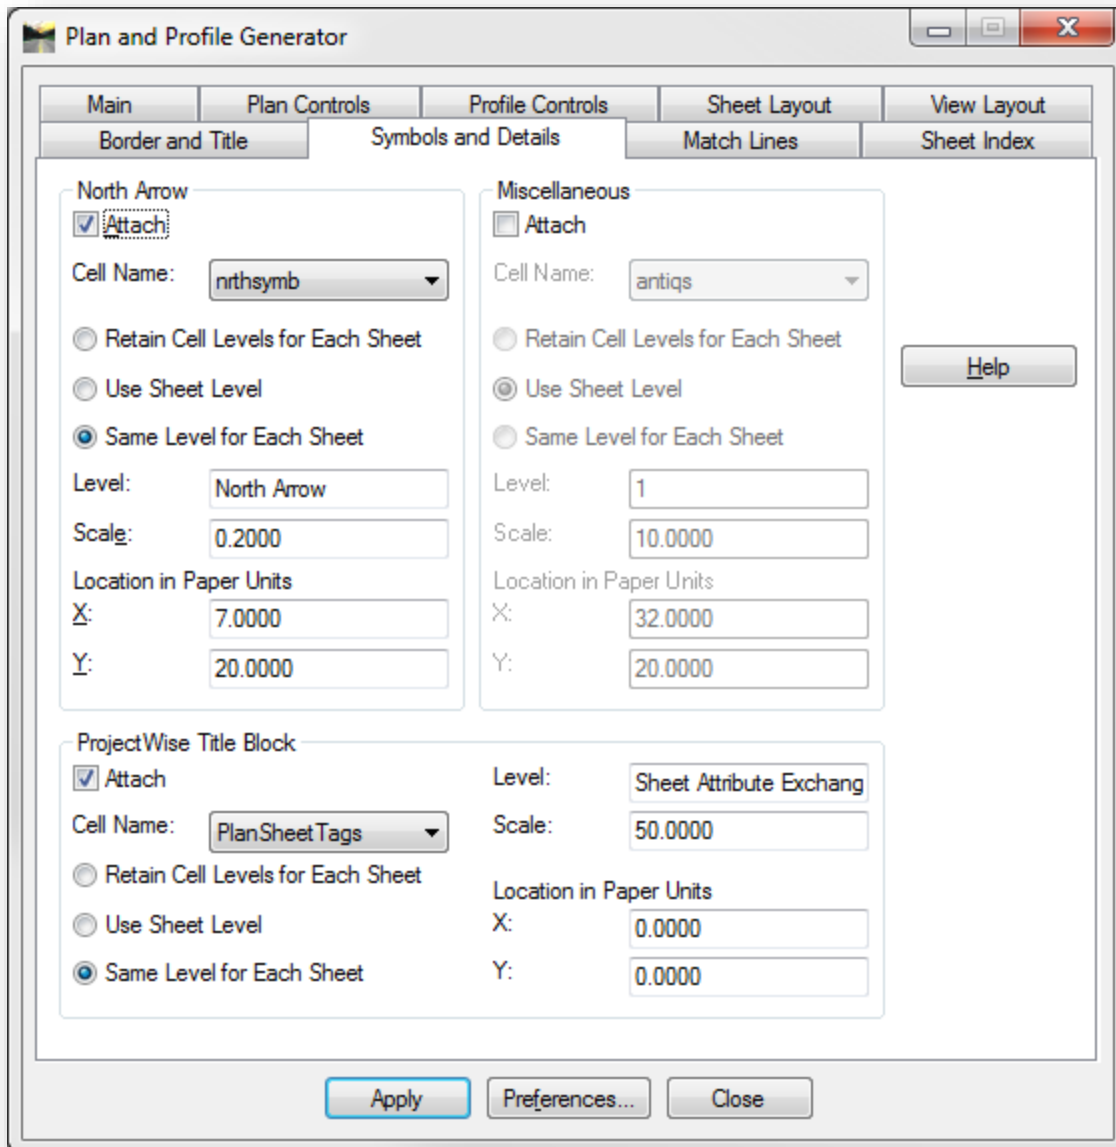 Plan and Profile Generator
Main Plan Controls Profile Controls Sheet Layout View Layout
Border and Title Symbols and Details Match Lines Sheet Index
North Arrow
Attach
Cell Name: nrthsymb
Retain Cell Levels for Each Sheet
Use Sheet Level
Same Level for Each Sheet
Level: North Arrow
Scale: 0.2000
Location in Paper Units
X: 7.0000
Y: 20.0000
Miscellaneous
Attach
Cell Name: antiqs
Retain Cell Levels for Each Sheet
Use Sheet Level
Same Level for Each Sheet
Level: 1
Scale: 10.0000
Location in Paper Units
X: 32.0000
Y: 20.0000
Help
ProjectWise Title Block
Attach
Cell Name: PlanSheetTags
Retain Cell Levels for Each Sheet
Use Sheet Level
Same Level for Each Sheet
Level: Sheet Attribute Exchang
Scale: 50.0000
Location in Paper Units
X: 0.0000
Y: 0.0000
Apply Preferences... Close